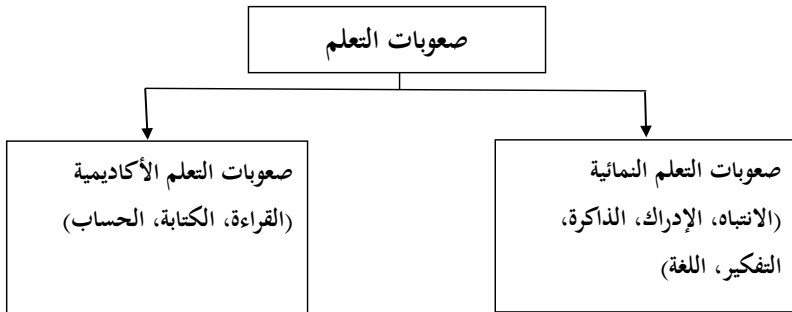 صعوبات التعلم
صعوبات التعلم النمائية
(الانتباه، الإدراك، الذاكرة،
التفكير، اللغة)
صعوبات التعلم الأكاديمية
(القراءة، الكتابة، الحساب)